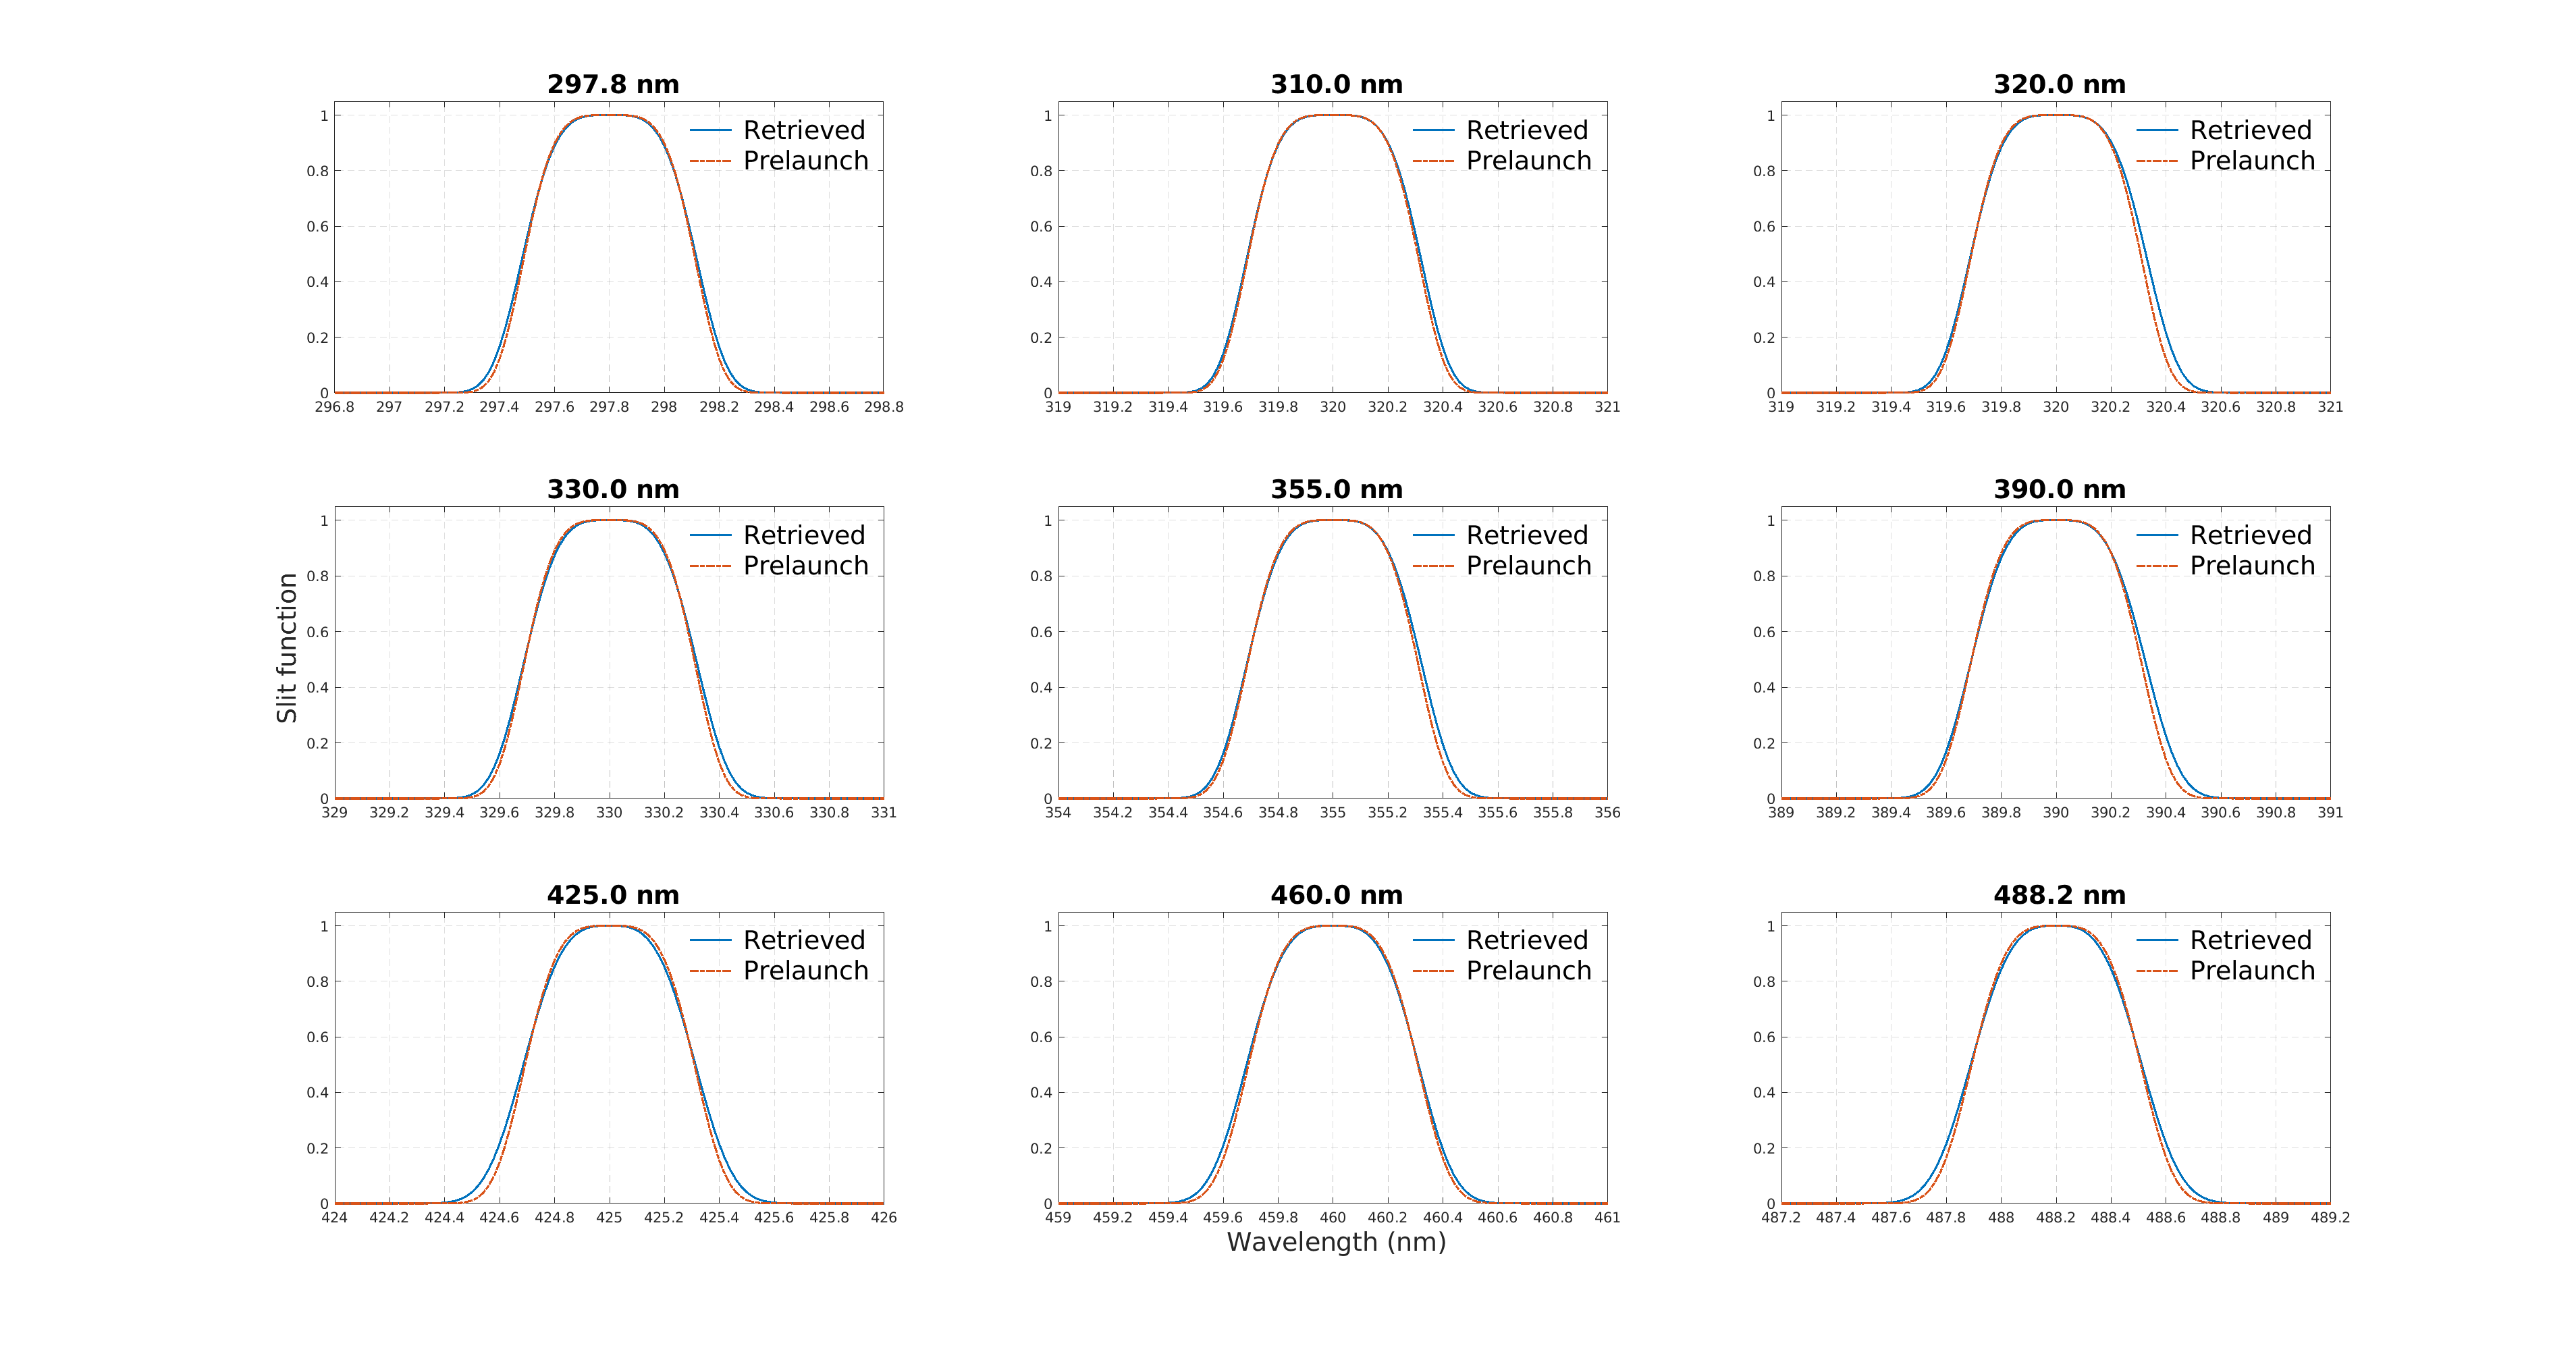 297.8 nm
1
0.8
0.6
0.4
0.2
0
Retrieved
Prelaunch
296.8 297 297.2 297.4 297.6 297.8 298 298.2 298.4 298.6 298.8
310.0 nm
1
0.8
0.6
0.4
0.2
0
Retrieved
Prelaunch
319 319.2 319.4 319.6 319.8 320 320.2 320.4 320.6 320.8 321
320.0 nm
1
0.8
0.6
0.4
0.2
0
Retrieved
Prelaunch
319 319.2 319.4 319.6 319.8 320 320.2 320.4 320.6 320.8 321
Slit function
330.0 nm
1
0.8
0.6
0.4
0.2
0
Retrieved
Prelaunch
329 329.2 329.4 329.6 329.8 330 330.2 330.4 330.6 330.8 331
355.0 nm
1
0.8
0.6
0.4
0.2
0
Retrieved
Prelaunch
354 354.2 354.4 354.6 354.8 355 355.2 355.4 355.6 355.8 356
390.0 nm
1
0.8
0.6
0.4
0.2
0
Retrieved
Prelaunch
389 389.2 389.4 389.6 389.8 390 390.2 390.4 390.6 390.8 391
425.0 nm
1
0.8
0.6
0.4
0.2
0
Retrieved
Prelaunch
424 424.2 424.4 424.6 424.8 425 425.2 425.4 425.6 425.8 426
460.0 nm
1
0.8
0.6
0.4
0.2
0
Retrieved
Prelaunch
459 459.2 459.4 459.6 459.8 460 460.2 460.4 460.6 460.8 461
488.2 nm
1
0.8
0.6
0.4
0.2
0
Retrieved
Prelaunch
487.2 487.4 487.6 487.8 488 488.2 488.4 488.6 488.8 489 489.2
Wavelength (nm)